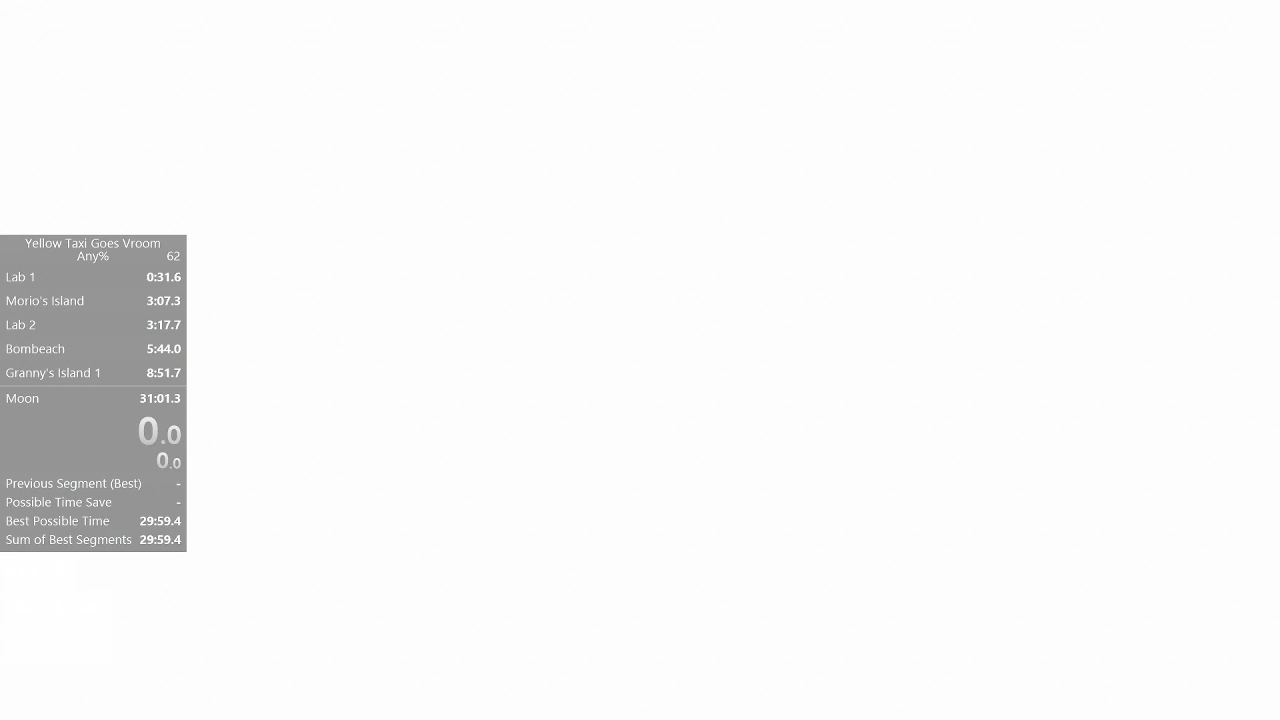 Yellow Taxi Goes Vroom
Any% 62
Lab 1 0:31.6
Morio's Island 3:07.3
Lab 2 3:17.7
Bombeach 5:44.0
Granny's Island 1 8:51.7
Moon 31:01.3
0.0
0.0
Previous Segment (Best) -
Possible Time Save -
Best Possible Time 29:59.4
Sum of Best Segments 29:59.4